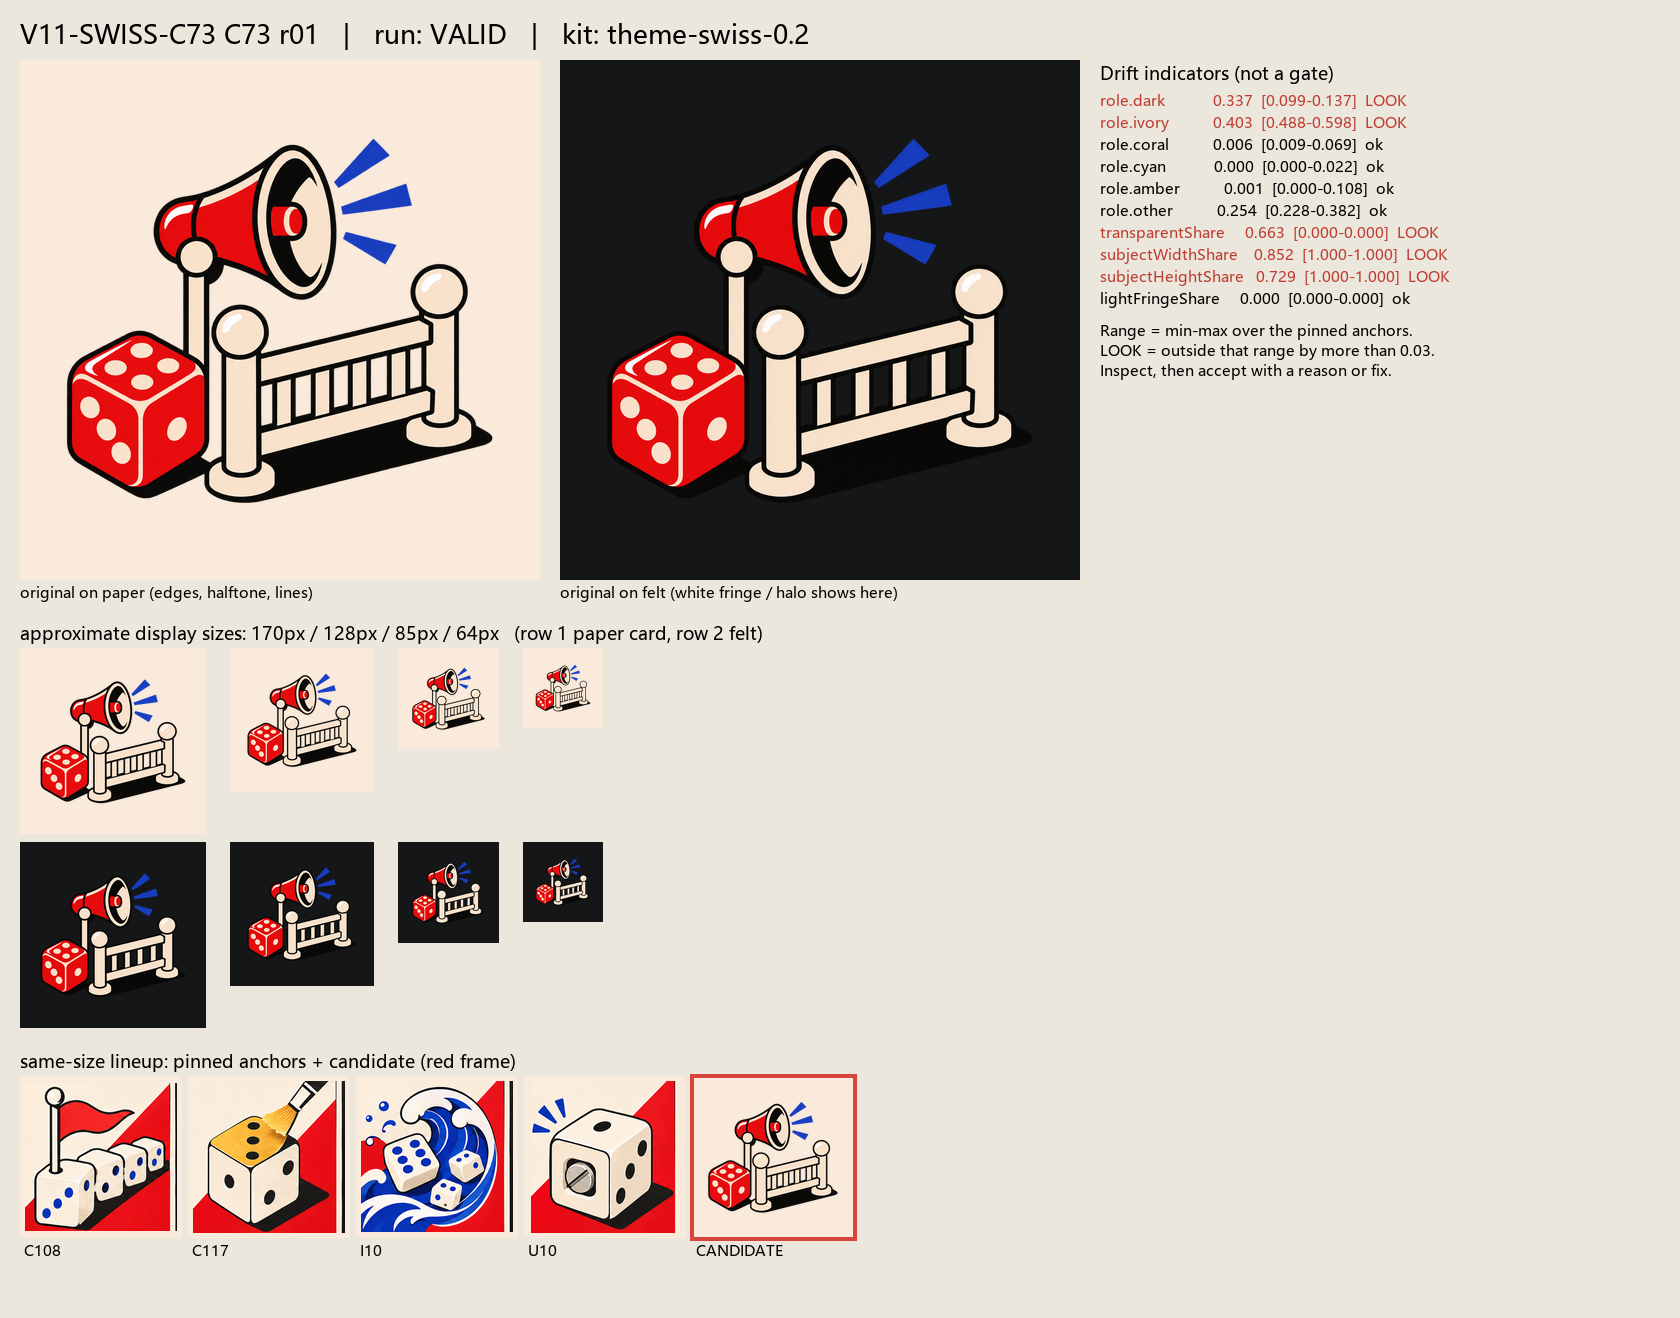 V11-SWISS-C73 C73 r01 | run: VALID | kit: theme-swiss-0.2
Drift indicators (not a gate)
role.dark 0.337 [0.099-0.137] LOOK
role.ivory 0.403 [0.488-0.598] LOOK
role.coral 0.006 [0.009-0.069] ok
role.cyan 0.000 [0.000-0.022] ok
role.amber 0.001 [0.000-0.108] ok
role.other 0.254 [0.228-0.382] ok
transparentShare 0.663 [0.000-0.000] LOOK
subjectWidthShare 0.852 [1.000-1.000] LOOK
subjectHeightShare 0.729 [1.000-1.000] LOOK
lightFringeShare 0.000 [0.000-0.000] ok
Range = min-max over the pinned anchors.
LOOK = outside that range by more than 0.03.
Inspect, then accept with a reason or fix.
original on paper (edges, halftone, lines)
original on felt (white fringe / halo shows here)
approximate display sizes: 170px / 128px / 85px / 64px (row 1 paper card, row 2 felt)
same-size lineup: pinned anchors + candidate (red frame)
C108
C117
I10
U10
CANDIDATE